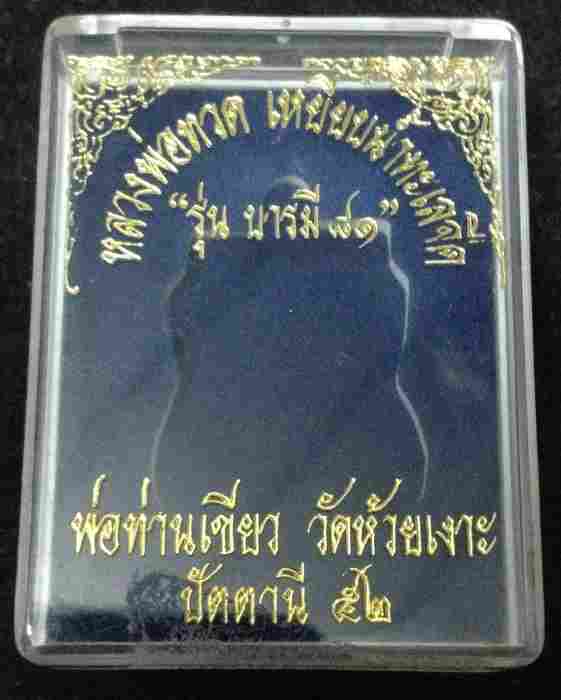 หลวงพ่อทวด เหยียบน้ำทะเลจืด
“รุ่น บารมี ๘๑”
พ่อท่านเขียว วัดห้วยเงาะ
ปัตตานี ๕๒